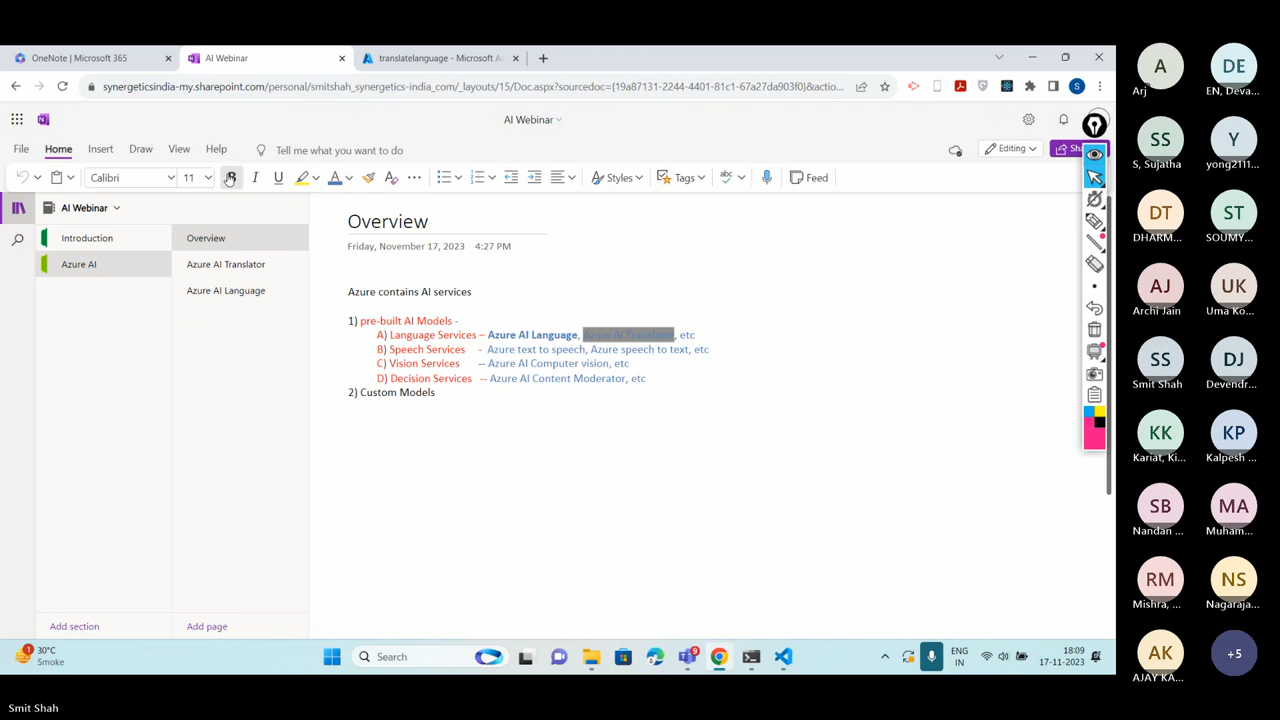 OneNote | Microsoft 365
AI Webinar
translatelanguage - Microsoft A
synergeticsindia-my.sharepoint.com/personal/smitshah_synergetics-india_com/_layouts/15/Doc.aspx?sourcedoc={19a87131-2244-4401-81c1-67a27da903f0}&actio...
S
AI Webinar
File
Home
Insert
Draw
View
Help
Tell me what you want to do
Editing
Sha
Calibri
11
B
I
U
A
Styles
Tags
Feed
AI Webinar
Introduction
Azure AI
Overview
Azure AI Translator
Azure AI Language
Add section
Add page
Overview
Friday, November 17, 2023 4:27 PM
Azure contains AI services
1) pre-built AI Models -
A) Language Services – Azure AI Language, Azure AI Translator, etc
B) Speech Services - Azure text to speech, Azure speech to text, etc
C) Vision Services -- Azure AI Computer vision, etc
D) Decision Services -- Azure AI Content Moderator, etc
2) Custom Models
1
30°C
Smoke
Search
9
ENG
IN
18:09
17-11-2023
A
Arj
DE
EN, Deva...
SS
S, Sujatha
Y
yong2111...
DT
DHARM...
ST
SOUMY...
AJ
Archi Jain
UK
Uma Ko...
SS
Smit Shah
DJ
Devendr...
KK
Kariat, Ki...
KP
Kalpesh ...
SB
Nandan ...
MA
Muham...
RM
Mishra, ...
NS
Nagaraja...
AK
AJAY KA...
+5
Smit Shah